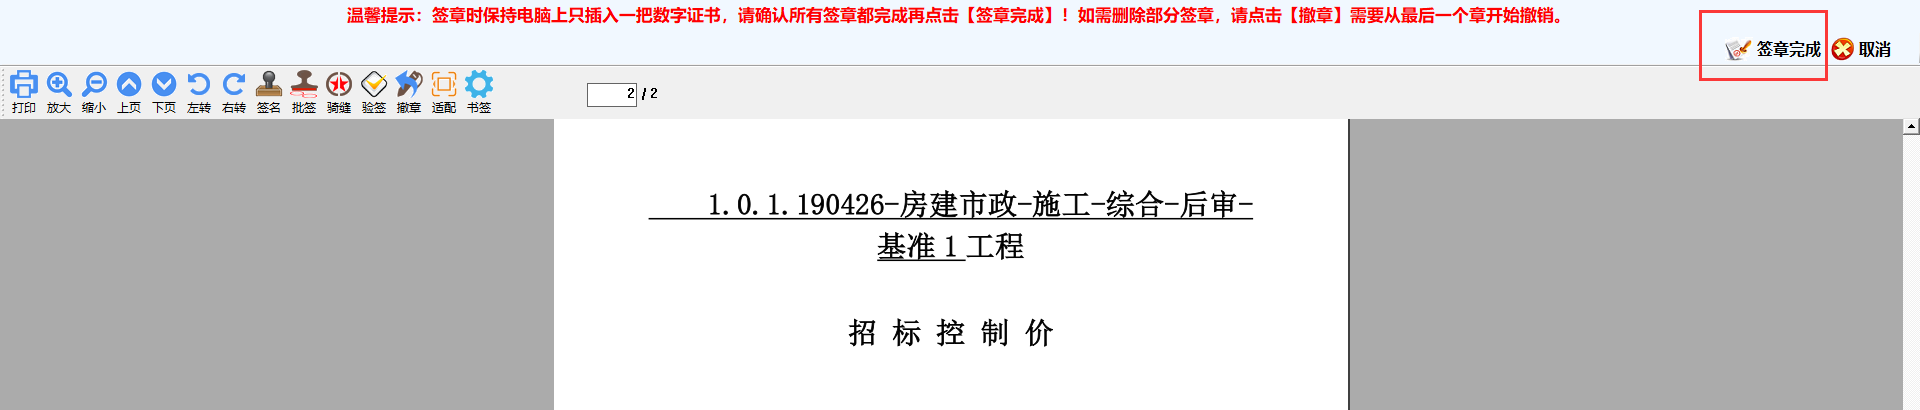 温馨提示：签章时保持电脑上只插入一把数字证书，请确认所有签章都完成再点击【签章完成】！如需删除部分签章，请点击【撤章】需要从最后一个章开始撤销。
签章完成 取消
打印 放大 缩小 上页 下页 左转 右转 签名 批签 骑缝 验签 撤章 适配 书签
2 / 2
1.0.1.190426-房建市政-施工-综合-后审-
基准1工程
招 标 控 制 价